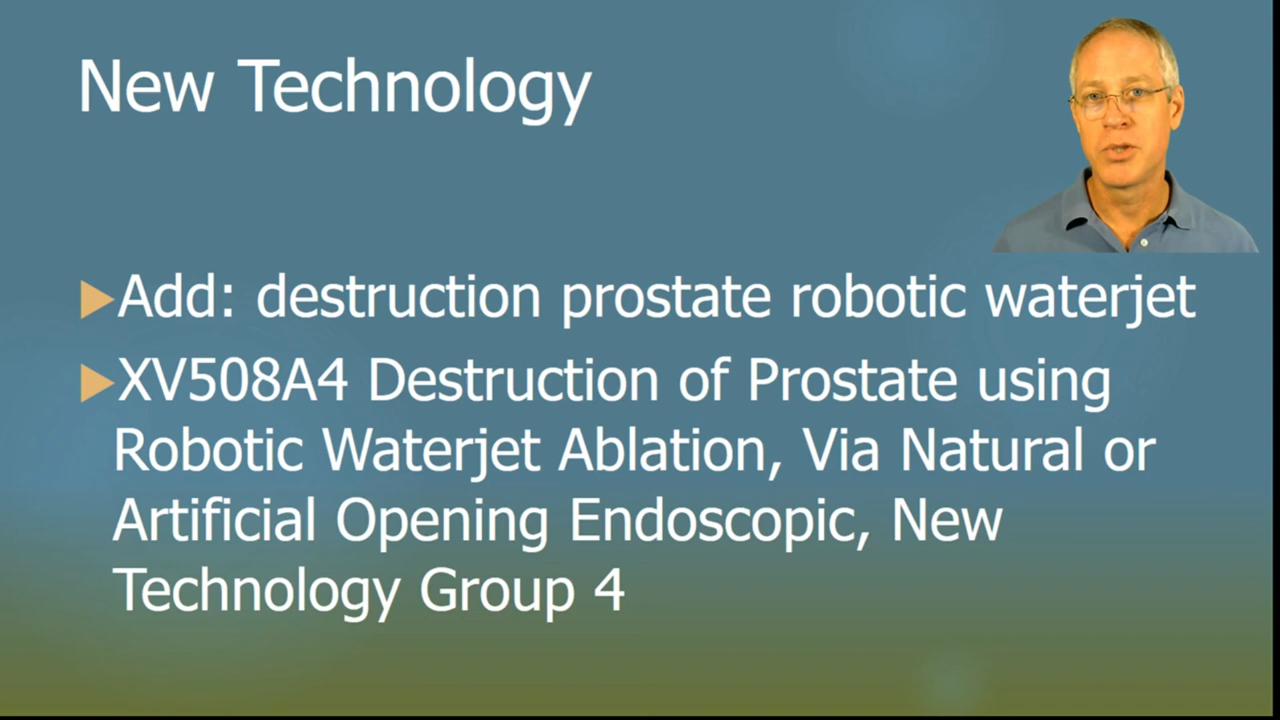 New Technology
Add: destruction prostate robotic waterjet
XV508A4 Destruction of Prostate using
Robotic Waterjet Ablation, Via Natural or
Artificial Opening Endoscopic, New
Technology Group 4